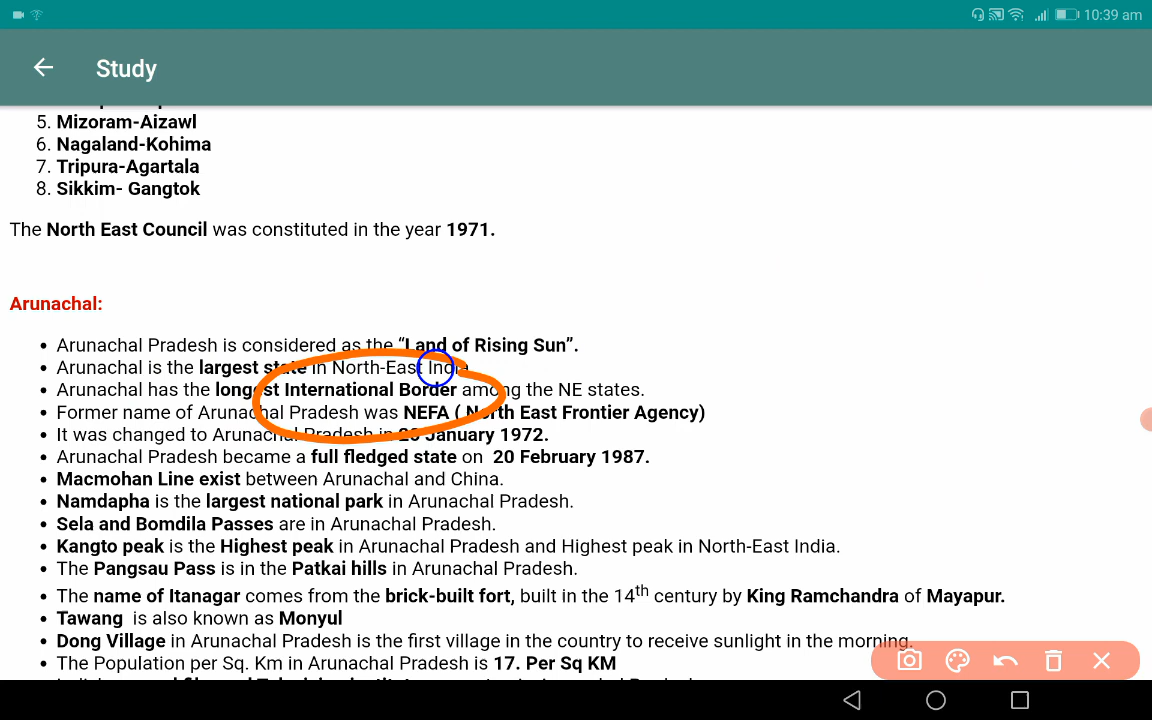 10:39 am
Study
5. Mizoram-Aizawl
6. Nagaland-Kohima
7. Tripura-Agartala
8. Sikkim- Gangtok
The North East Council was constituted in the year 1971.
Arunachal:
• Arunachal Pradesh is considered as the “Land of Rising Sun”.
• Arunachal is the largest state in North-East India.
• Arunachal has the longest International Border among the NE states.
• Former name of Arunachal Pradesh was NEFA ( North East Frontier Agency)
• It was changed to Arunachal Pradesh in 20 January 1972.
• Arunachal Pradesh became a full fledged state on 20 February 1987.
• Macmohan Line exist between Arunachal and China.
• Namdapha is the largest national park in Arunachal Pradesh.
• Sela and Bomdila Passes are in Arunachal Pradesh.
• Kangto peak is the Highest peak in Arunachal Pradesh and Highest peak in North-East India.
• The Pangsau Pass is in the Patkai hills in Arunachal Pradesh.
• The name of Itanagar comes from the brick-built fort, built in the 14th century by King Ramchandra of Mayapur.
• Tawang is also known as Monyul
• Dong Village in Arunachal Pradesh is the first village in the country to receive sunlight in the morning.
• The Population per Sq. Km in Arunachal Pradesh is 17. Per Sq KM